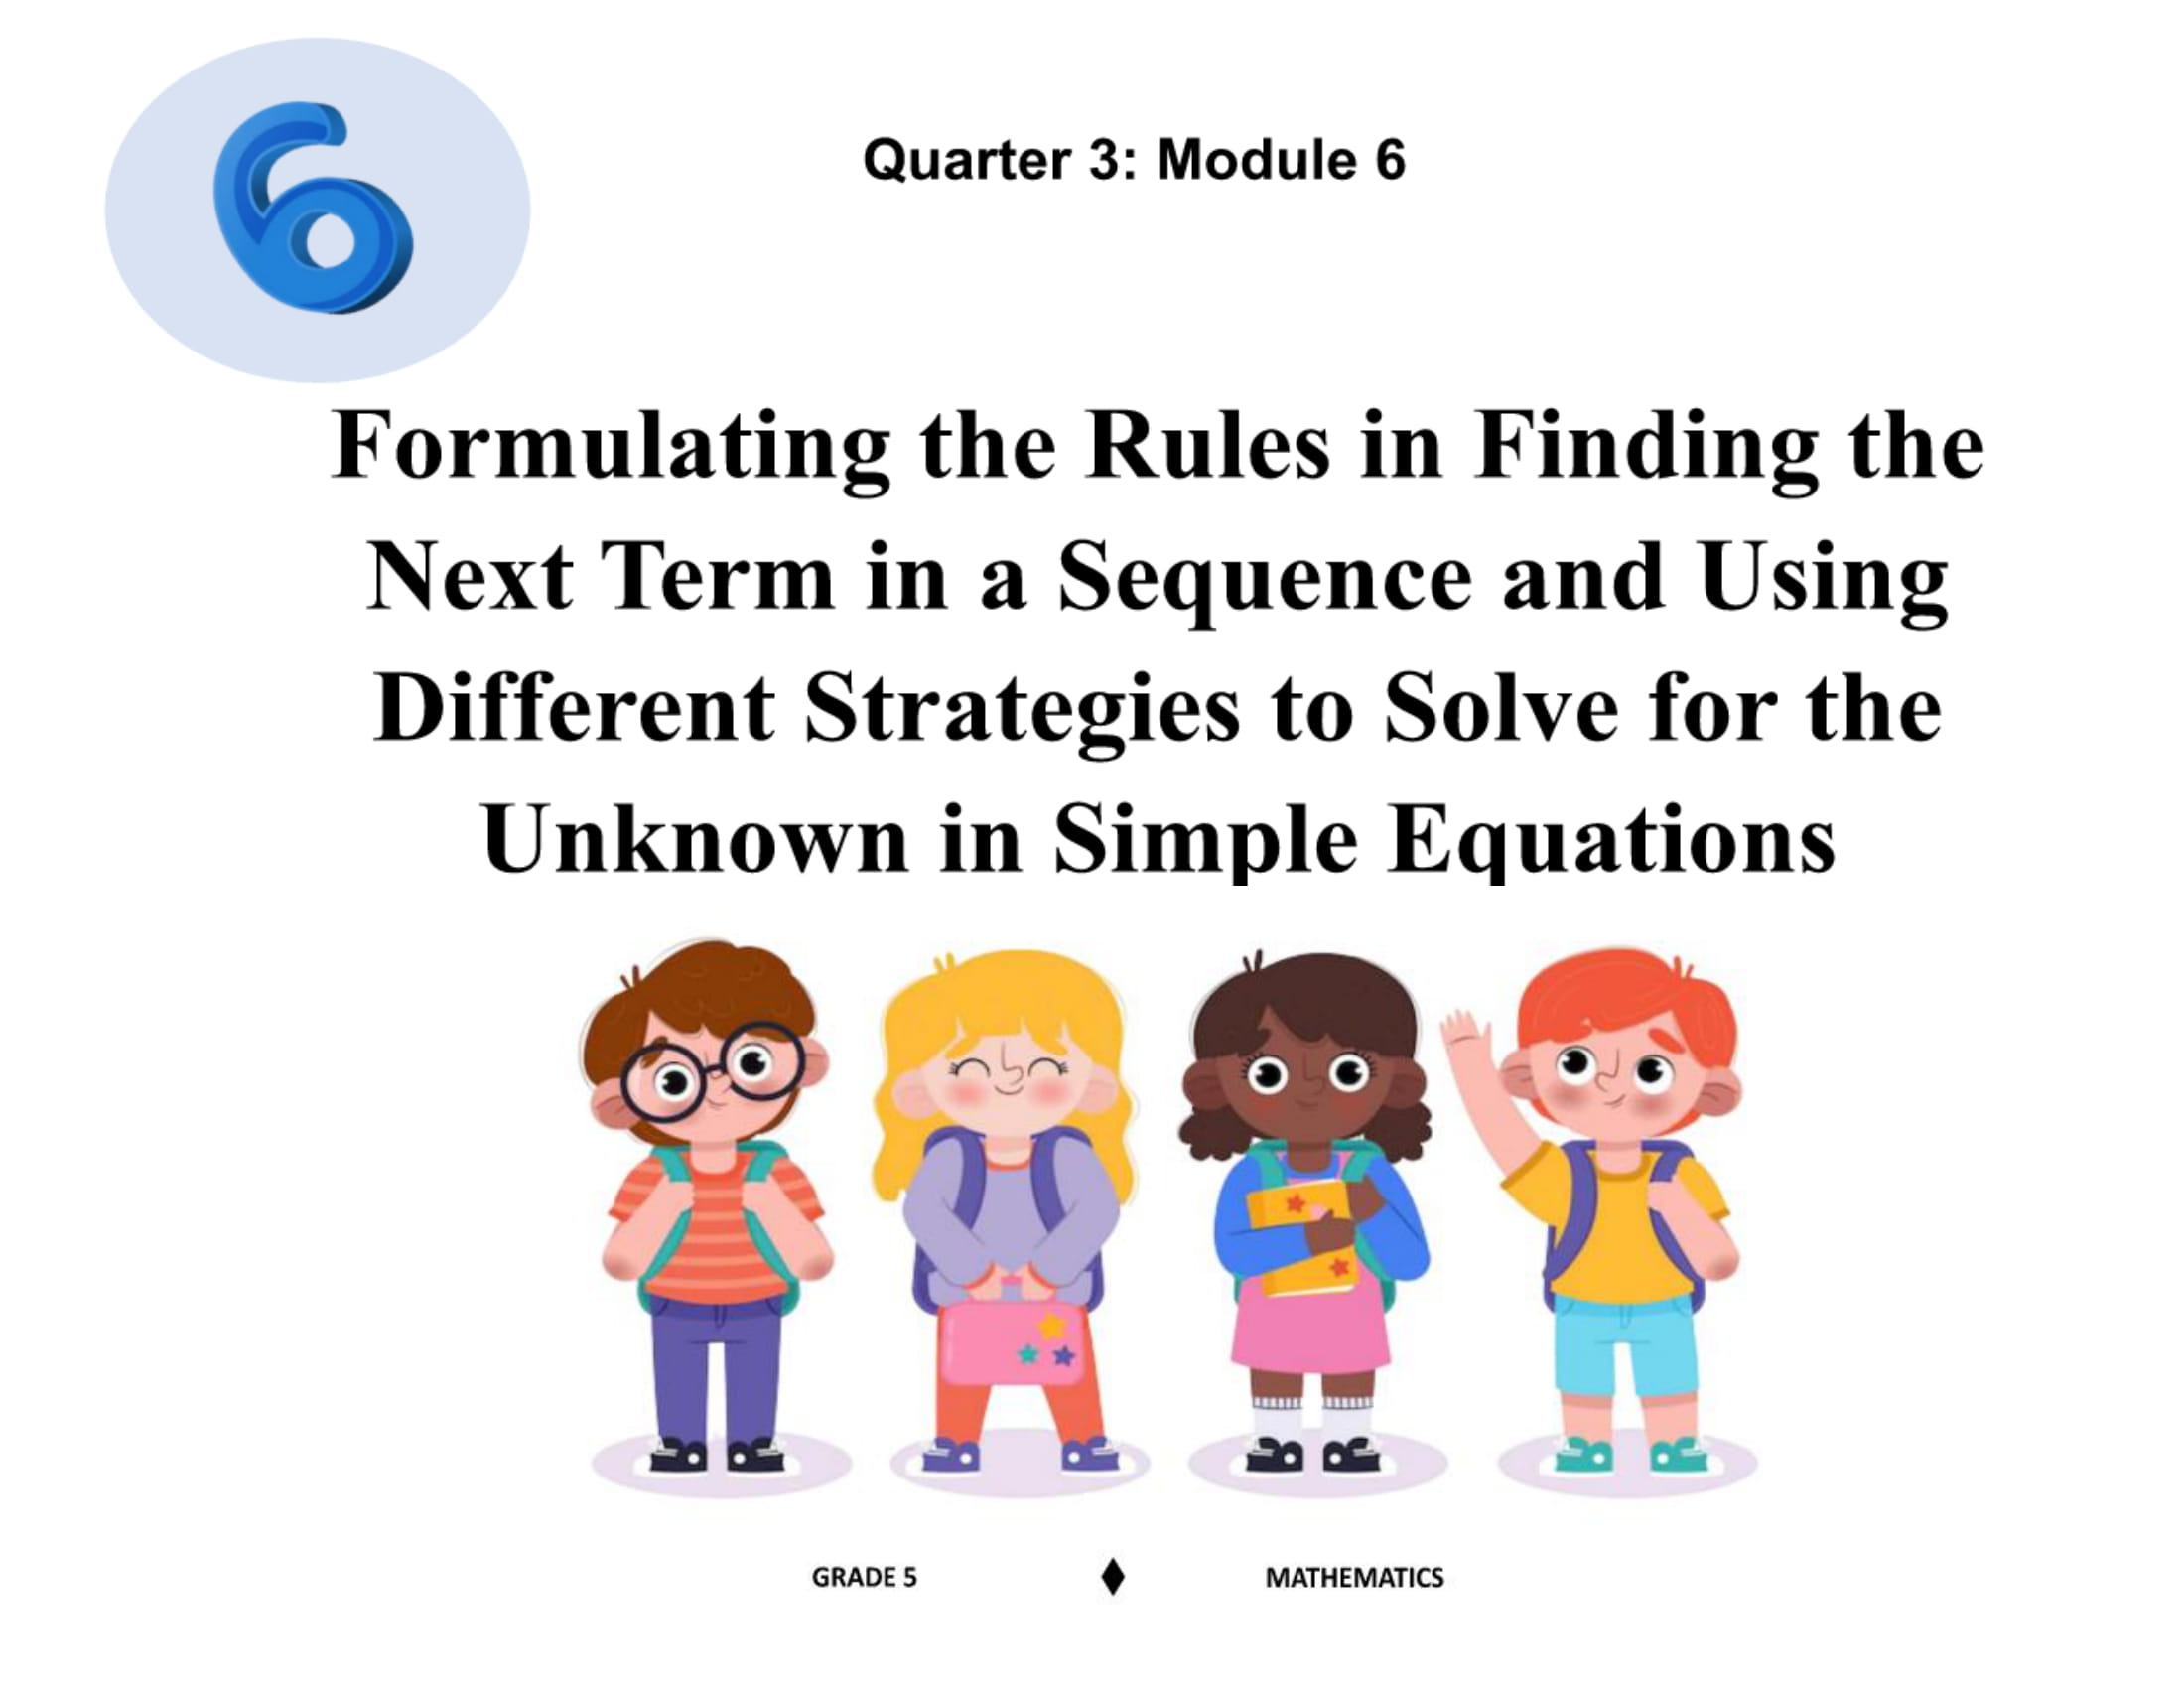 6
Quarter 3: Module 6
Formulating the Rules in Finding the
Next Term in a Sequence and Using
Different Strategies to Solve for the
Unknown in Simple Equations
GRADE 5 ♦ MATHEMATICS